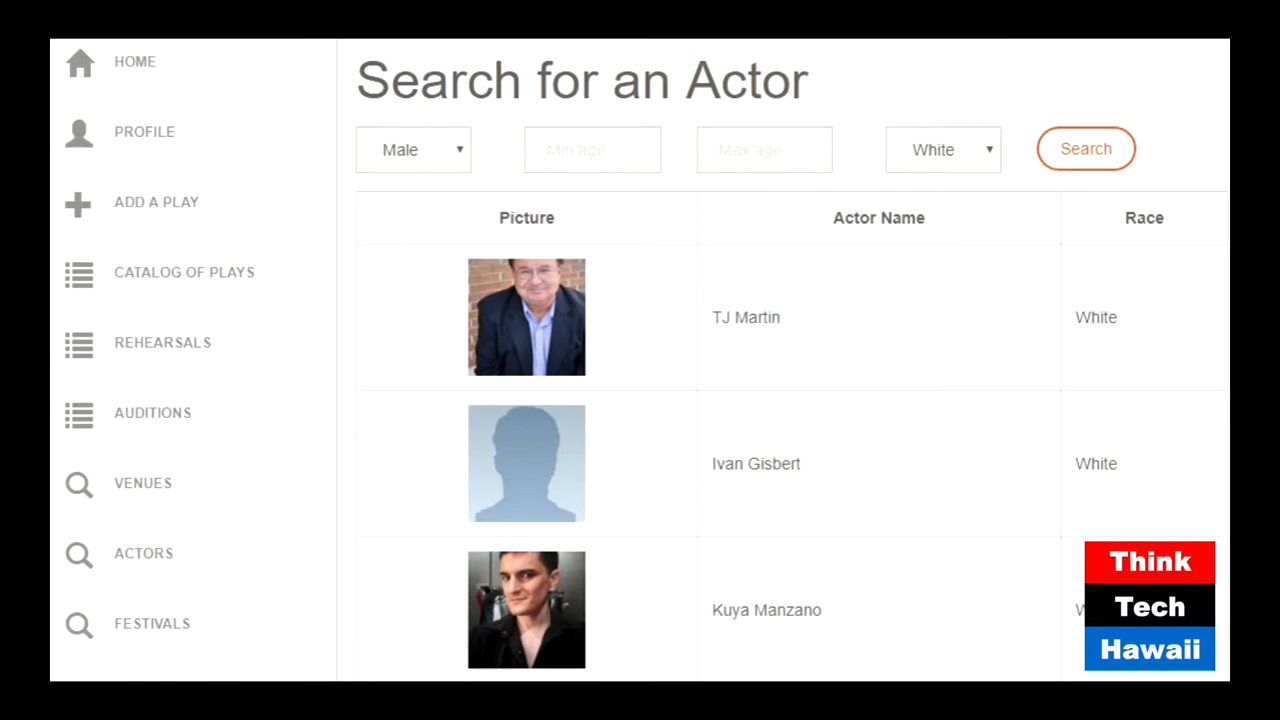 HOME
PROFILE
ADD A PLAY
CATALOG OF PLAYS
REHEARSALS
AUDITIONS
VENUES
ACTORS
FESTIVALS
Search for an Actor
Male
Min age
Max age
White
Search
Picture
Actor Name
Race
TJ Martin
White
Ivan Gisbert
White
Kuya Manzano
Think
Tech
Hawaii